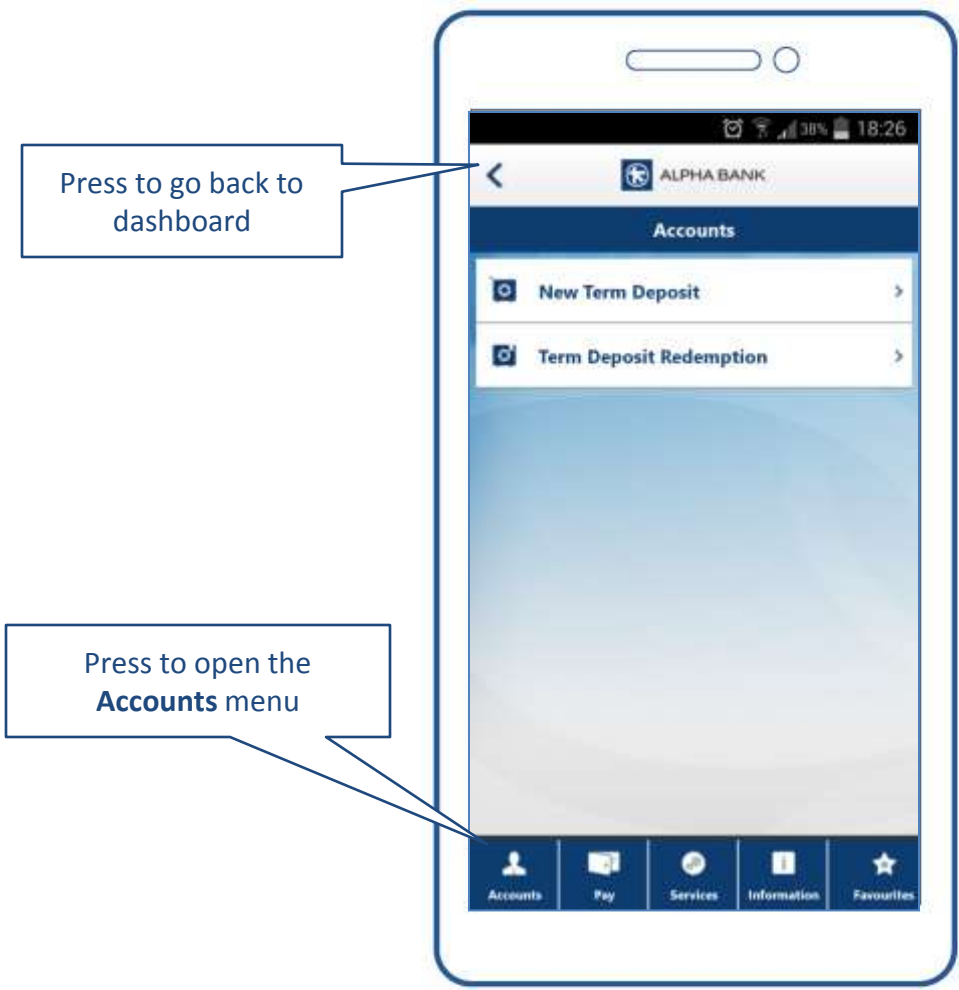 38% 18:26
Press to go back to
dashboard
ALPHA BANK
Accounts
New Term Deposit
Term Deposit Redemption
Press to open the
Accounts menu
Accounts Pay Services Information Favourites